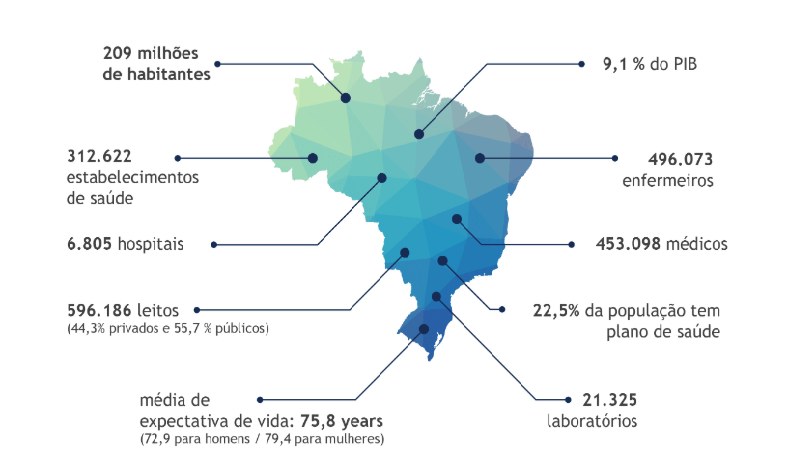 209 milhões
de habitantes
9,1 % do PIB
312.622
estabelecimentos
de saúde
496.073
enfermeiros
6.805 hospitais
453.098 médicos
596.186 leitos
(44,3% privados e 55,7 % públicos)
22,5% da população tem
plano de saúde
média de
expectativa de vida: 75,8 years
(72,9 para homens / 79,4 para mulheres)
21.325
laboratórios